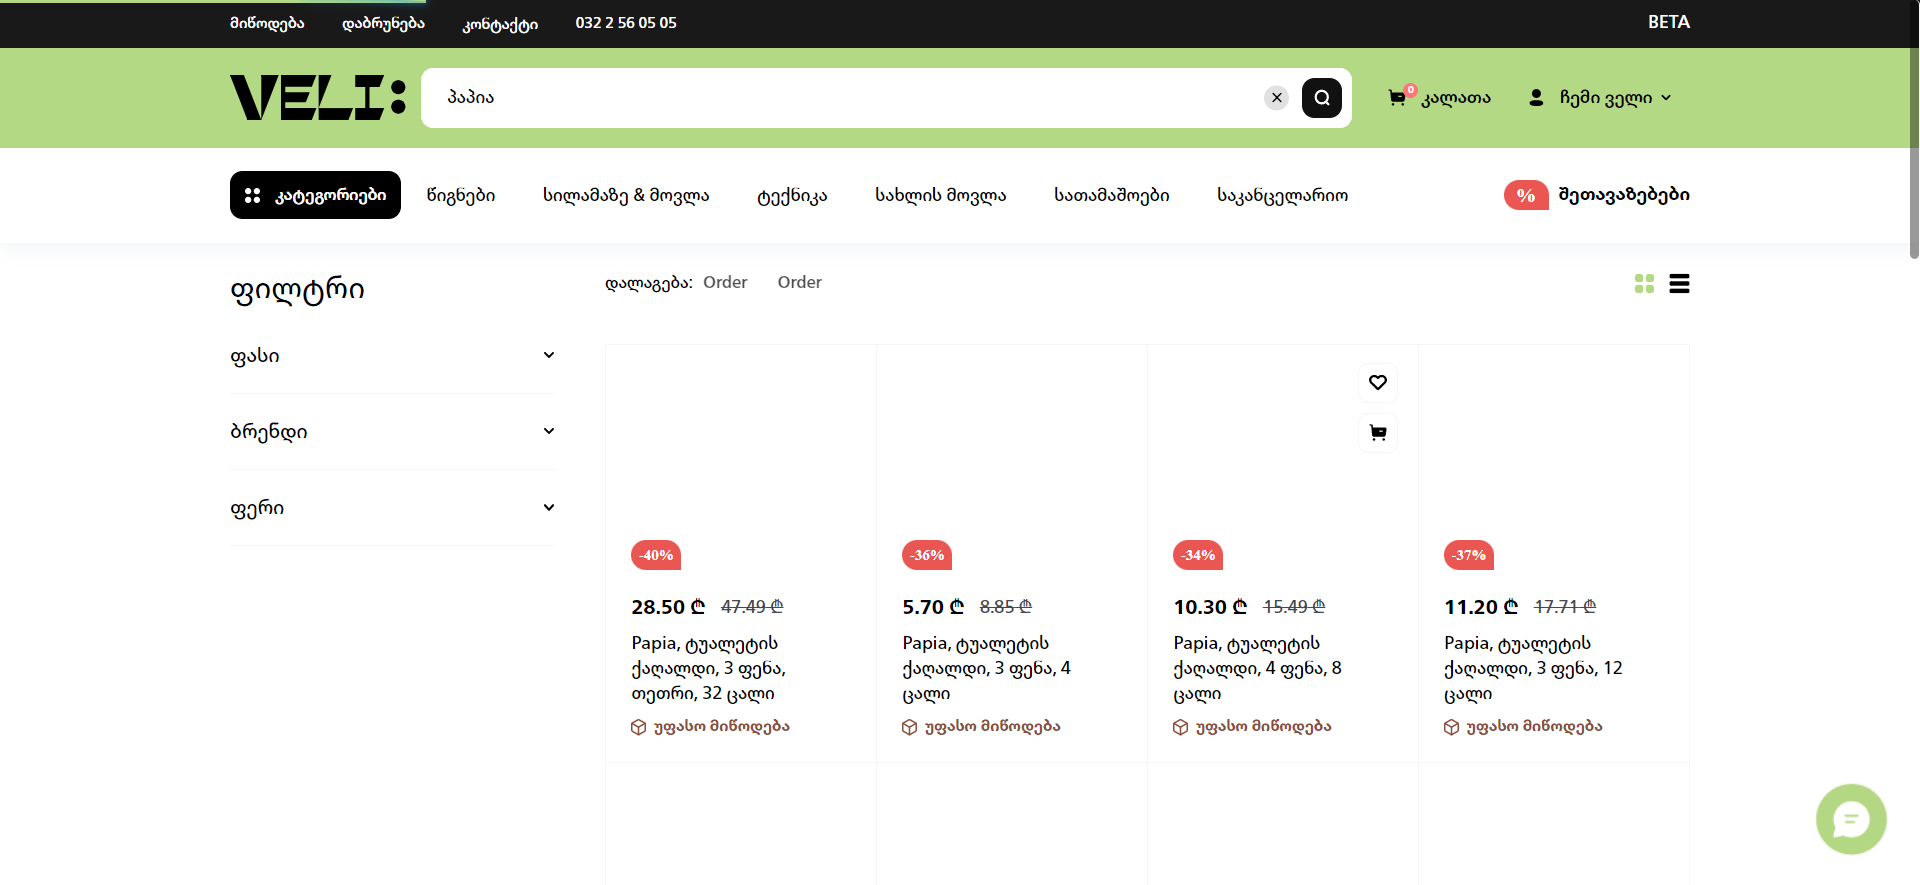 მიწოდება დაბრუნება კონტაქტი 032 2 56 05 05 BETA
VELI:
პაპია
0
კალათა
ჩემი ველი
კატეგორიები წიგნები სილამაზე & მოვლა ტექნიკა სახლის მოვლა სათამაშოები საკანცელარიო % შეთავაზებები
ფილტრი
ფასი
ბრენდი
ფერი
დალაგება: Order Order
-40%
28.50 ₾ 47.49 ₾
Papia, ტუალეტის
ქაღალდი, 3 ფენა,
თეთრი, 32 ცალი
უფასო მიწოდება
-36%
5.70 ₾ 8.85 ₾
Papia, ტუალეტის
ქაღალდი, 3 ფენა, 4
ცალი
უფასო მიწოდება
-34%
10.30 ₾ 15.49 ₾
Papia, ტუალეტის
ქაღალდი, 4 ფენა, 8
ცალი
უფასო მიწოდება
-37%
11.20 ₾ 17.71 ₾
Papia, ტუალეტის
ქაღალდი, 3 ფენა, 12
ცალი
უფასო მიწოდება